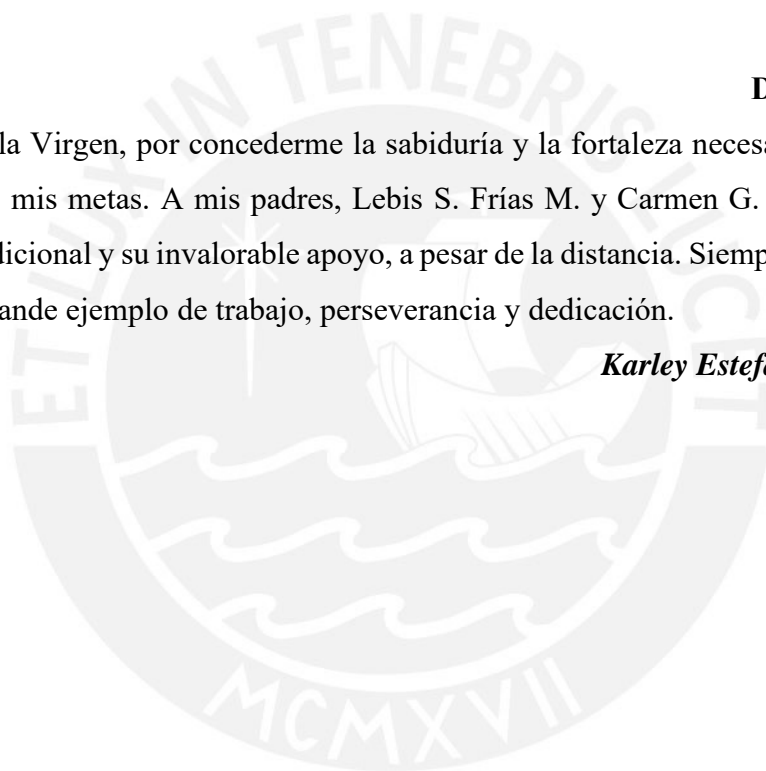 D
la Virgen, por concederme la sabiduría y la fortaleza neces
mis metas. A mis padres, Lebis S. Frías M. y Carmen G.
dicional y su invalorable apoyo, a pesar de la distancia. Siemp
ande ejemplo de trabajo, perseverancia y dedicación.
Karley Estef
ET LUX IN TENEBRIS LUCET
MCMXVII